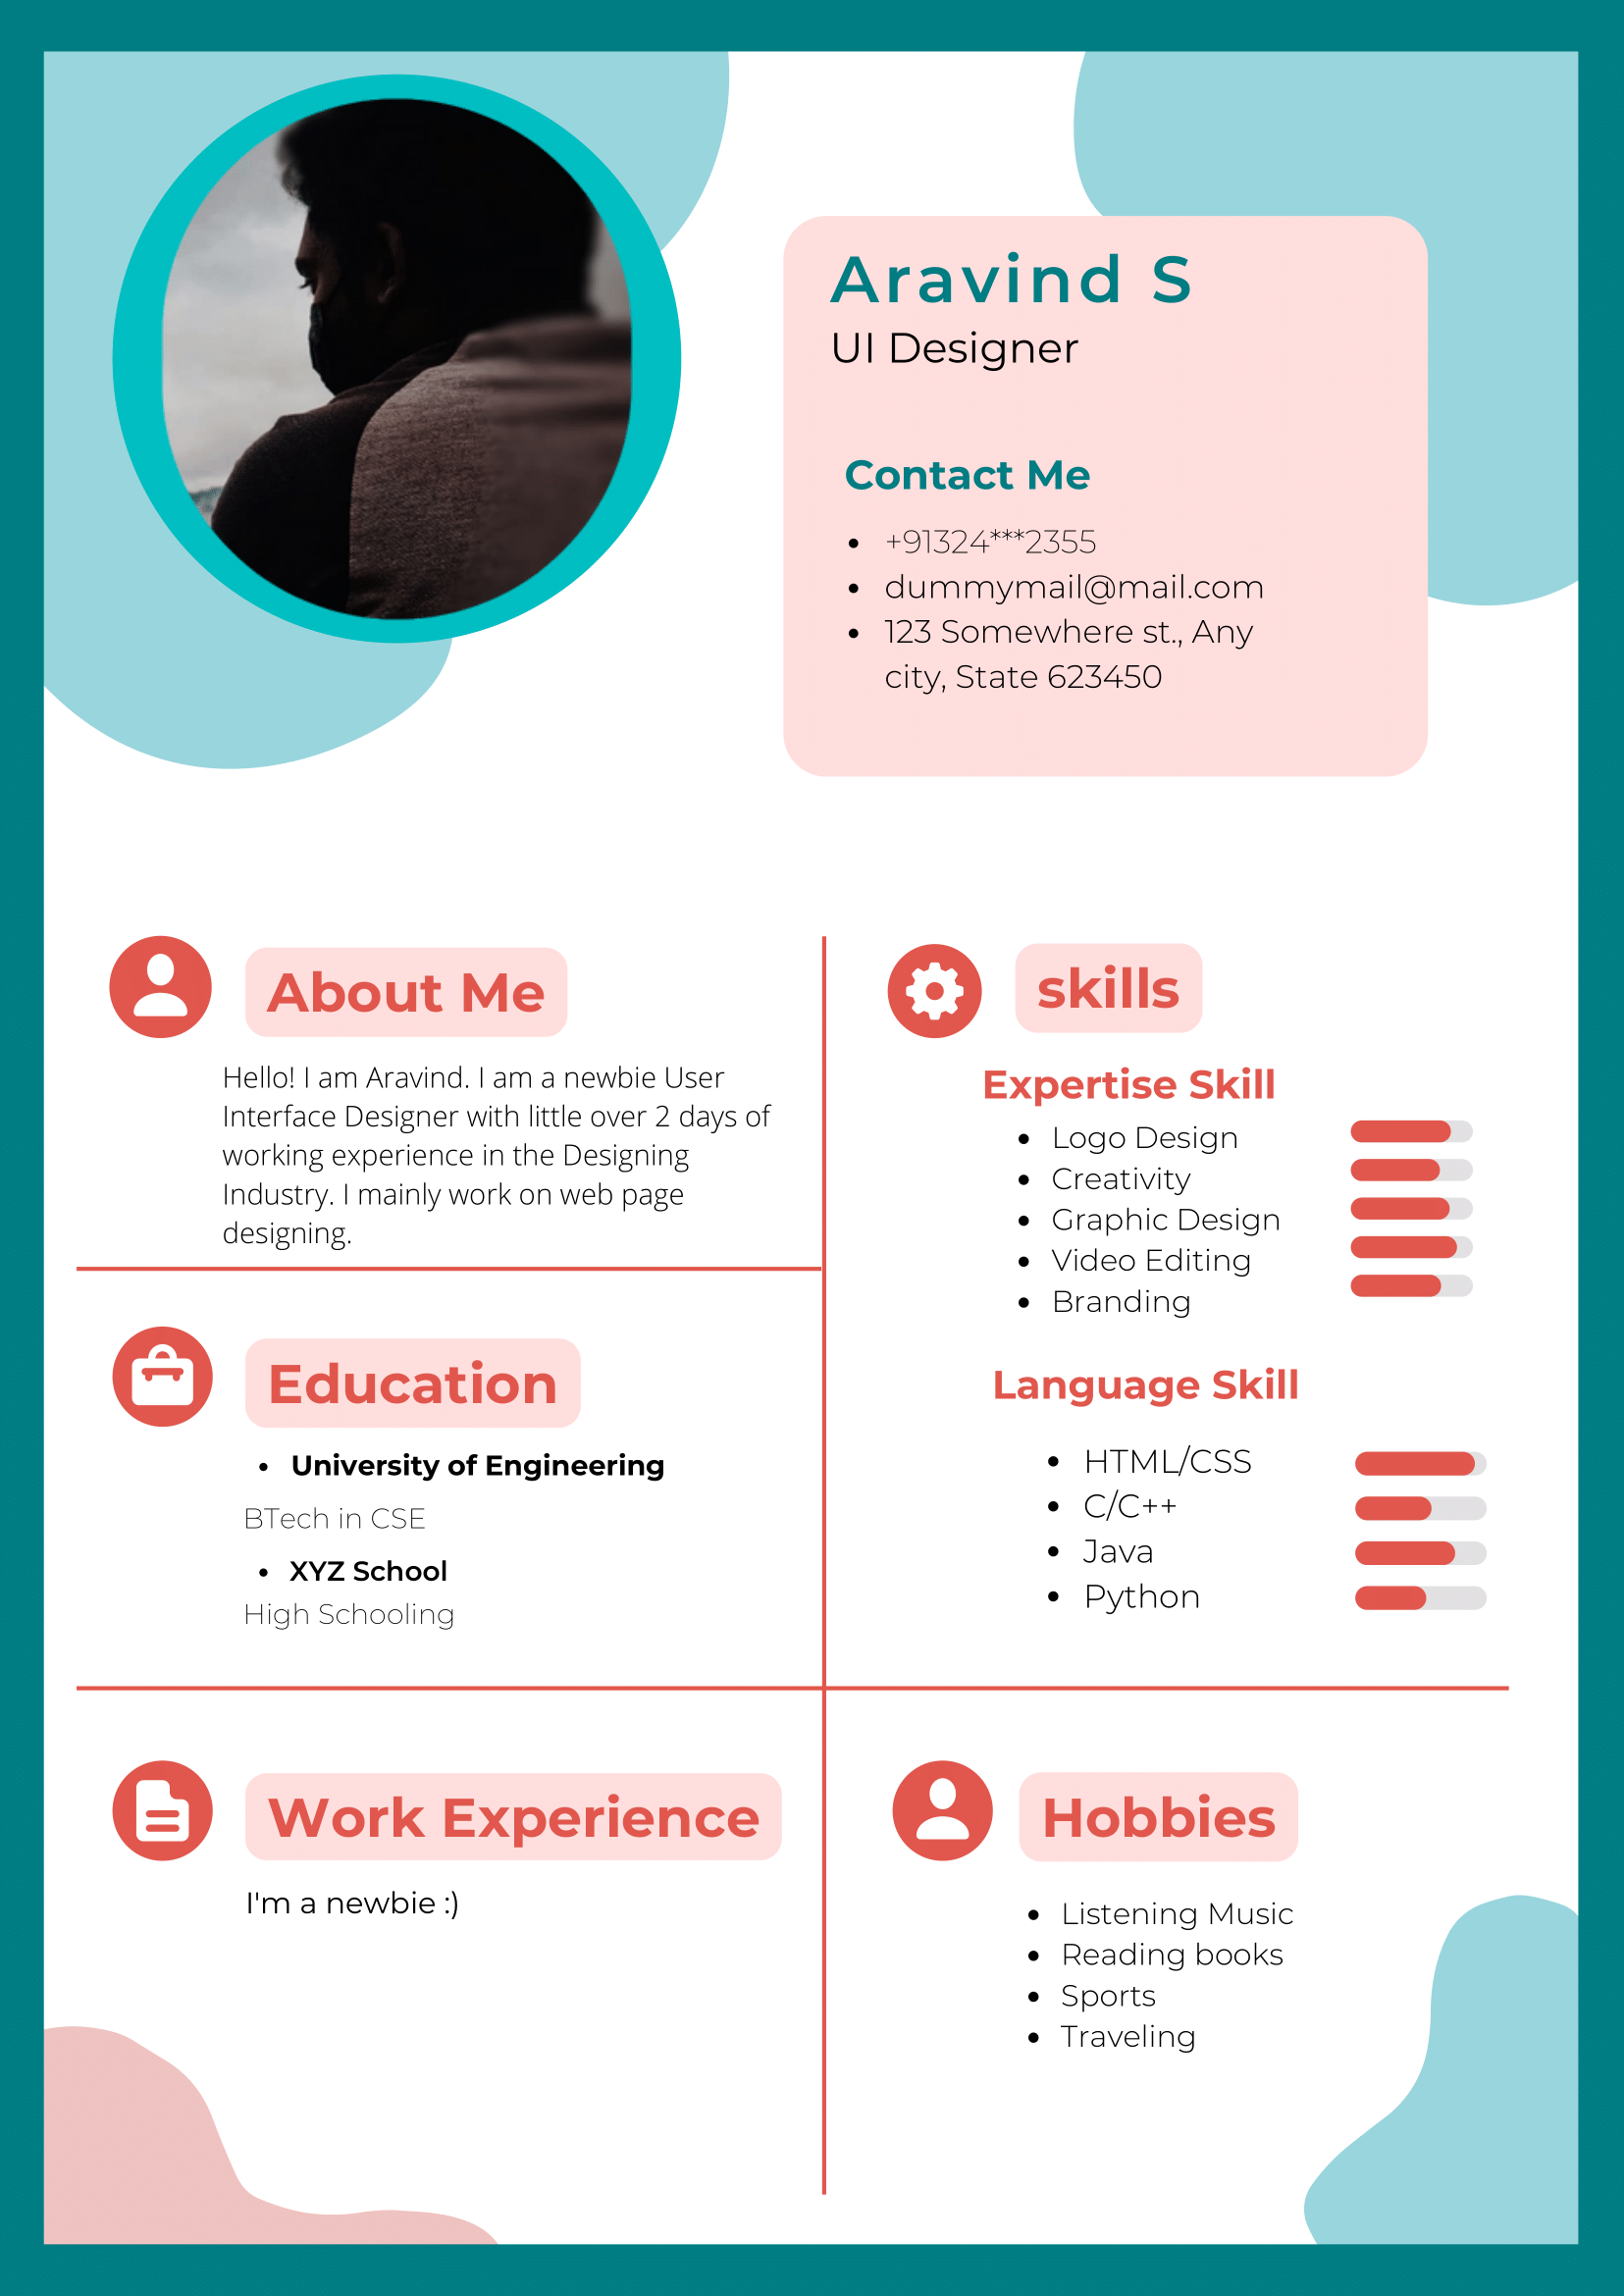 Aravind S
UI Designer
Contact Me
+91324***2355
dummymail@mail.com
123 Somewhere st., Any
city, State 623450
About Me
Hello! I am Aravind. I am a newbie User
Interface Designer with little over 2 days of
working experience in the Designing
Industry. I mainly work on web page
designing.
Education
University of Engineering
BTech in CSE
XYZ School
High Schooling
skills
Expertise Skill
Logo Design
Creativity
Graphic Design
Video Editing
Branding
Language Skill
HTML/CSS
C/C++
Java
Python
Work Experience
I'm a newbie :)
Hobbies
Listening Music
Reading books
Sports
Traveling